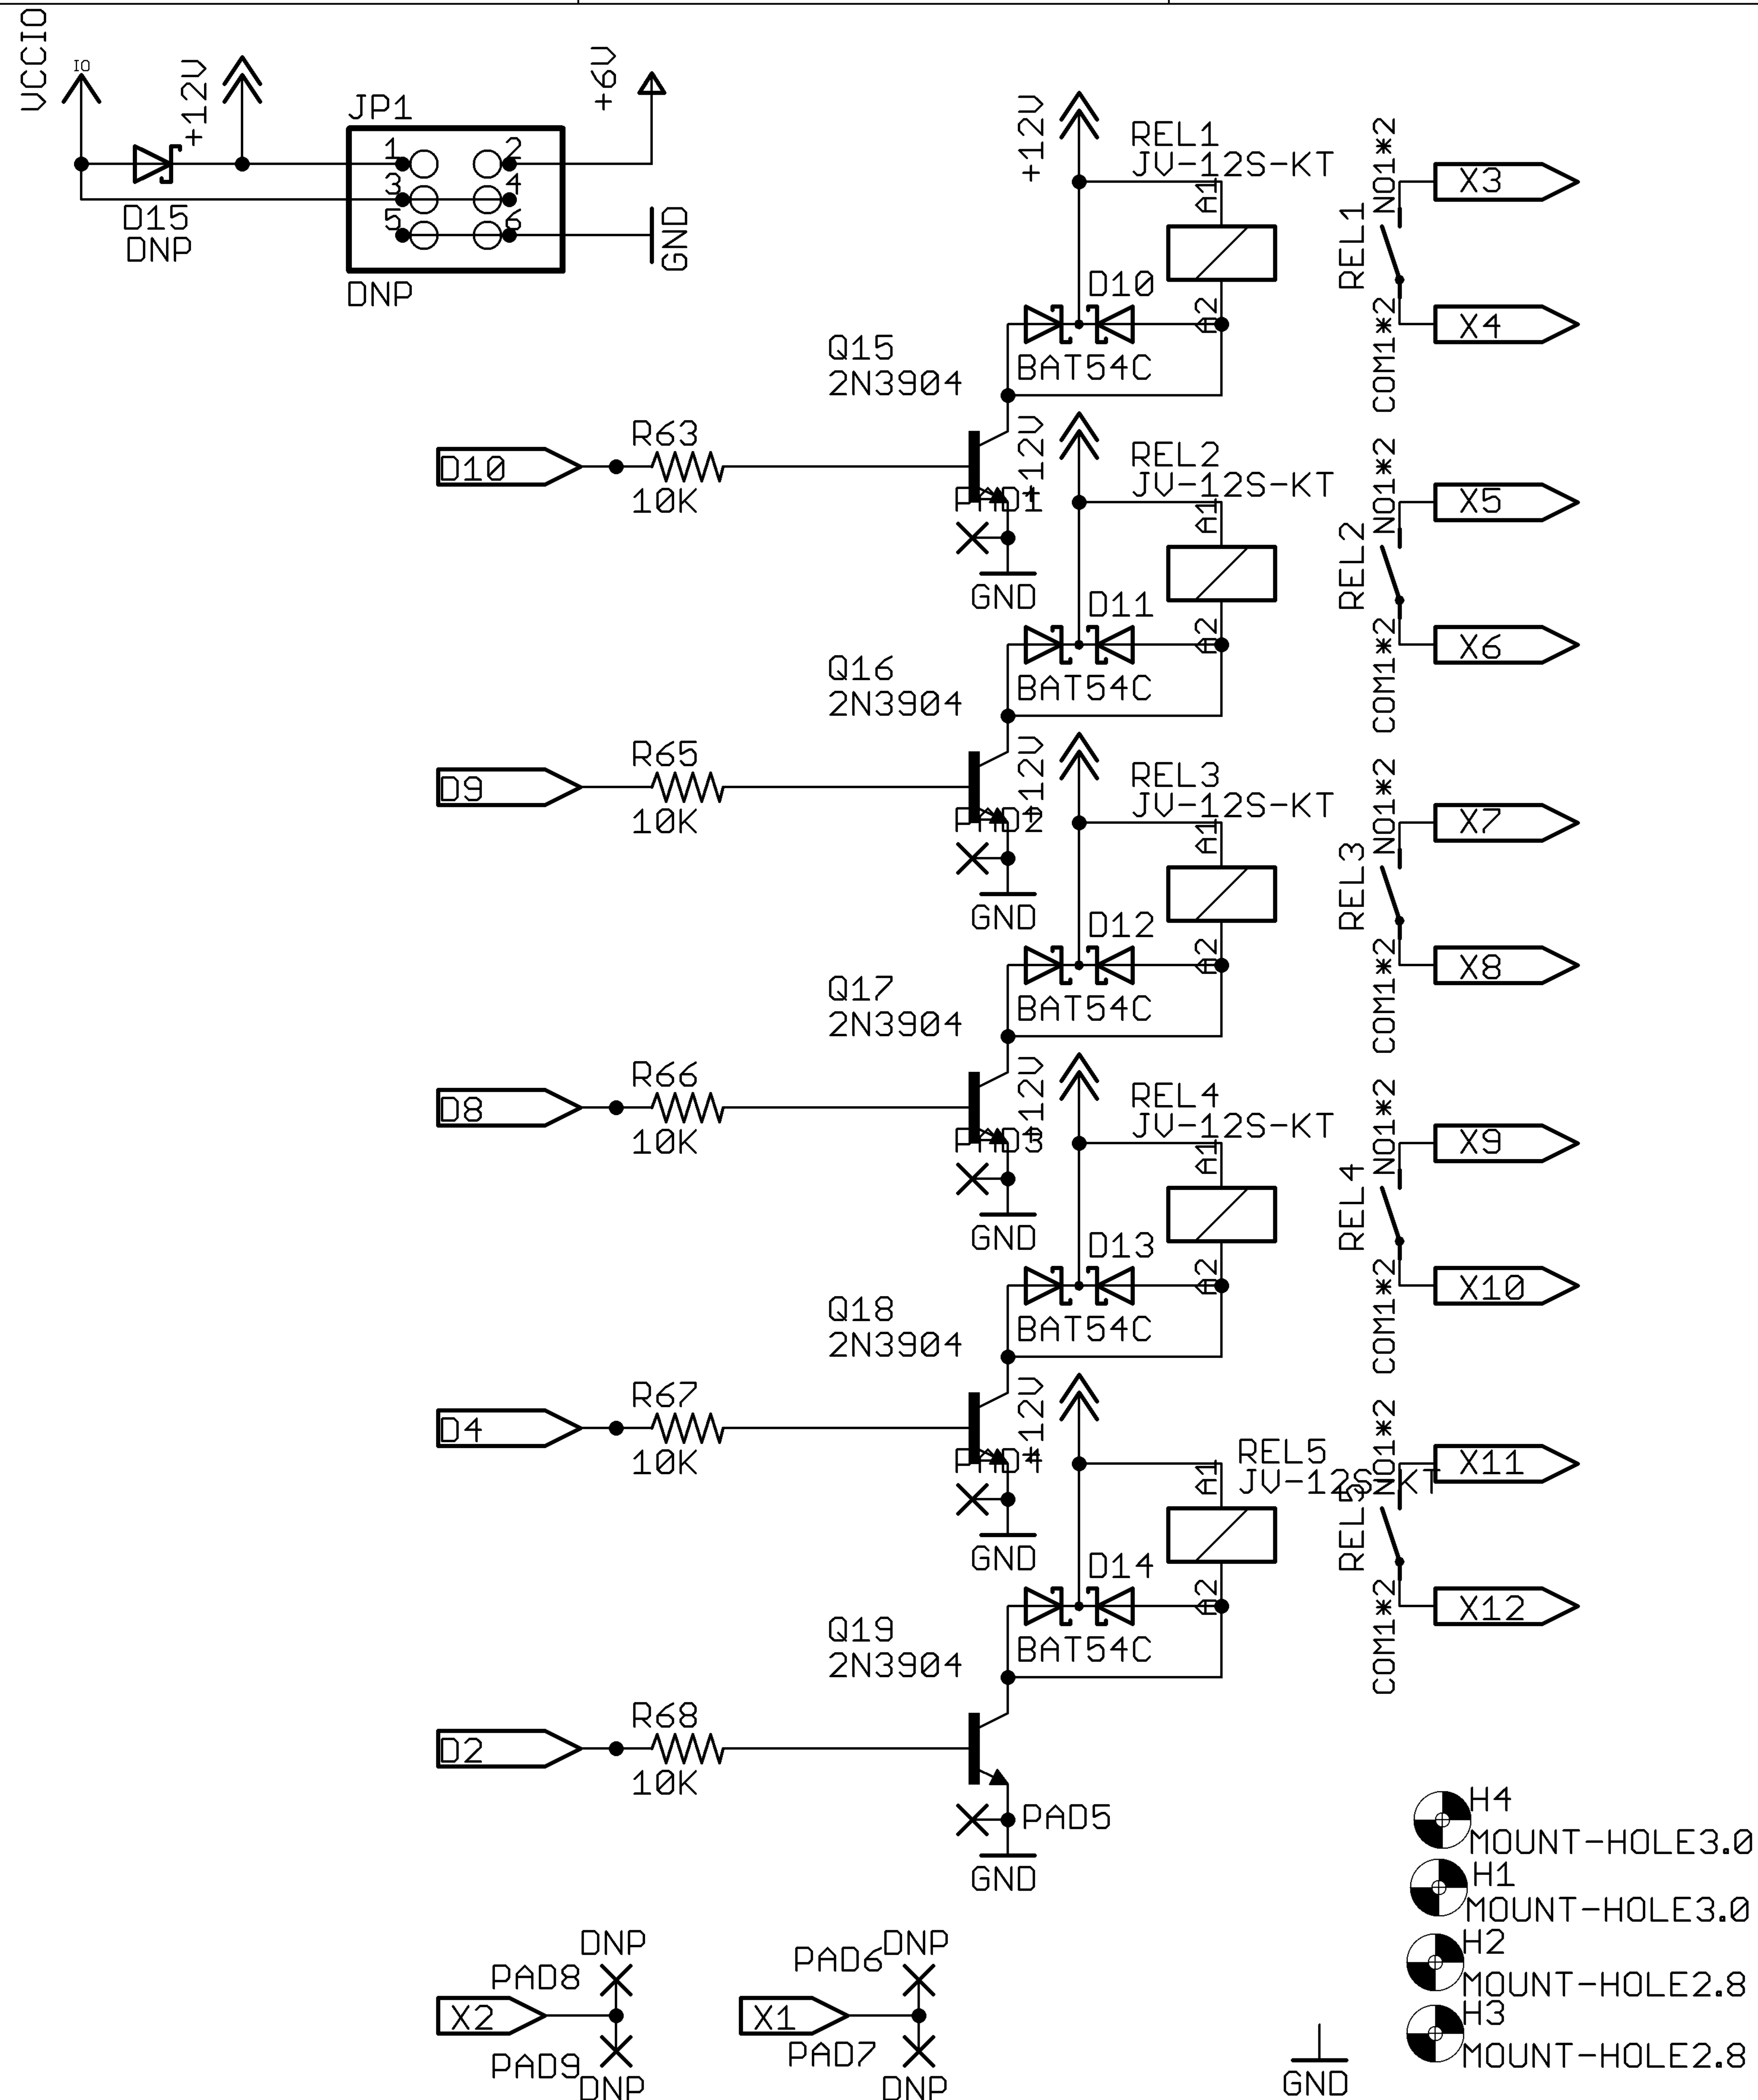 VCCIO
IO
+12V
JP1
1
2
3
4
5
6
DNP
D15
DNP
+6V
GND
+12V
REL1
JV-12S-KT
A1
A2
D10
BAT54C
Q15
2N3904
D10
R63
10K
PAD1
GND
REL1
NO1*2
COM1*2
X3
X4
+12V
REL2
JV-12S-KT
A1
A2
D11
BAT54C
Q16
2N3904
D9
R65
10K
PAD2
GND
REL2
NO1*2
COM1*2
X5
X6
+12V
REL3
JV-12S-KT
A1
A2
D12
BAT54C
Q17
2N3904
D8
R66
10K
PAD3
GND
REL3
NO1*2
COM1*2
X7
X8
+12V
REL4
JV-12S-KT
A1
A2
D13
BAT54C
Q18
2N3904
D4
R67
10K
PAD4
GND
REL4
NO1*2
COM1*2
X9
X10
+12V
REL5
JV-12S-KT
A1
A2
D14
BAT54C
Q19
2N3904
D2
R68
10K
PAD5
GND
REL5
NO1*2
COM1*2
X11
X12
H4
MOUNT-HOLE3.0
H1
MOUNT-HOLE3.0
H2
MOUNT-HOLE2.8
H3
MOUNT-HOLE2.8
DNP
PAD8
X2
PAD9
DNP
PAD6
DNP
X1
PAD7
DNP
GND